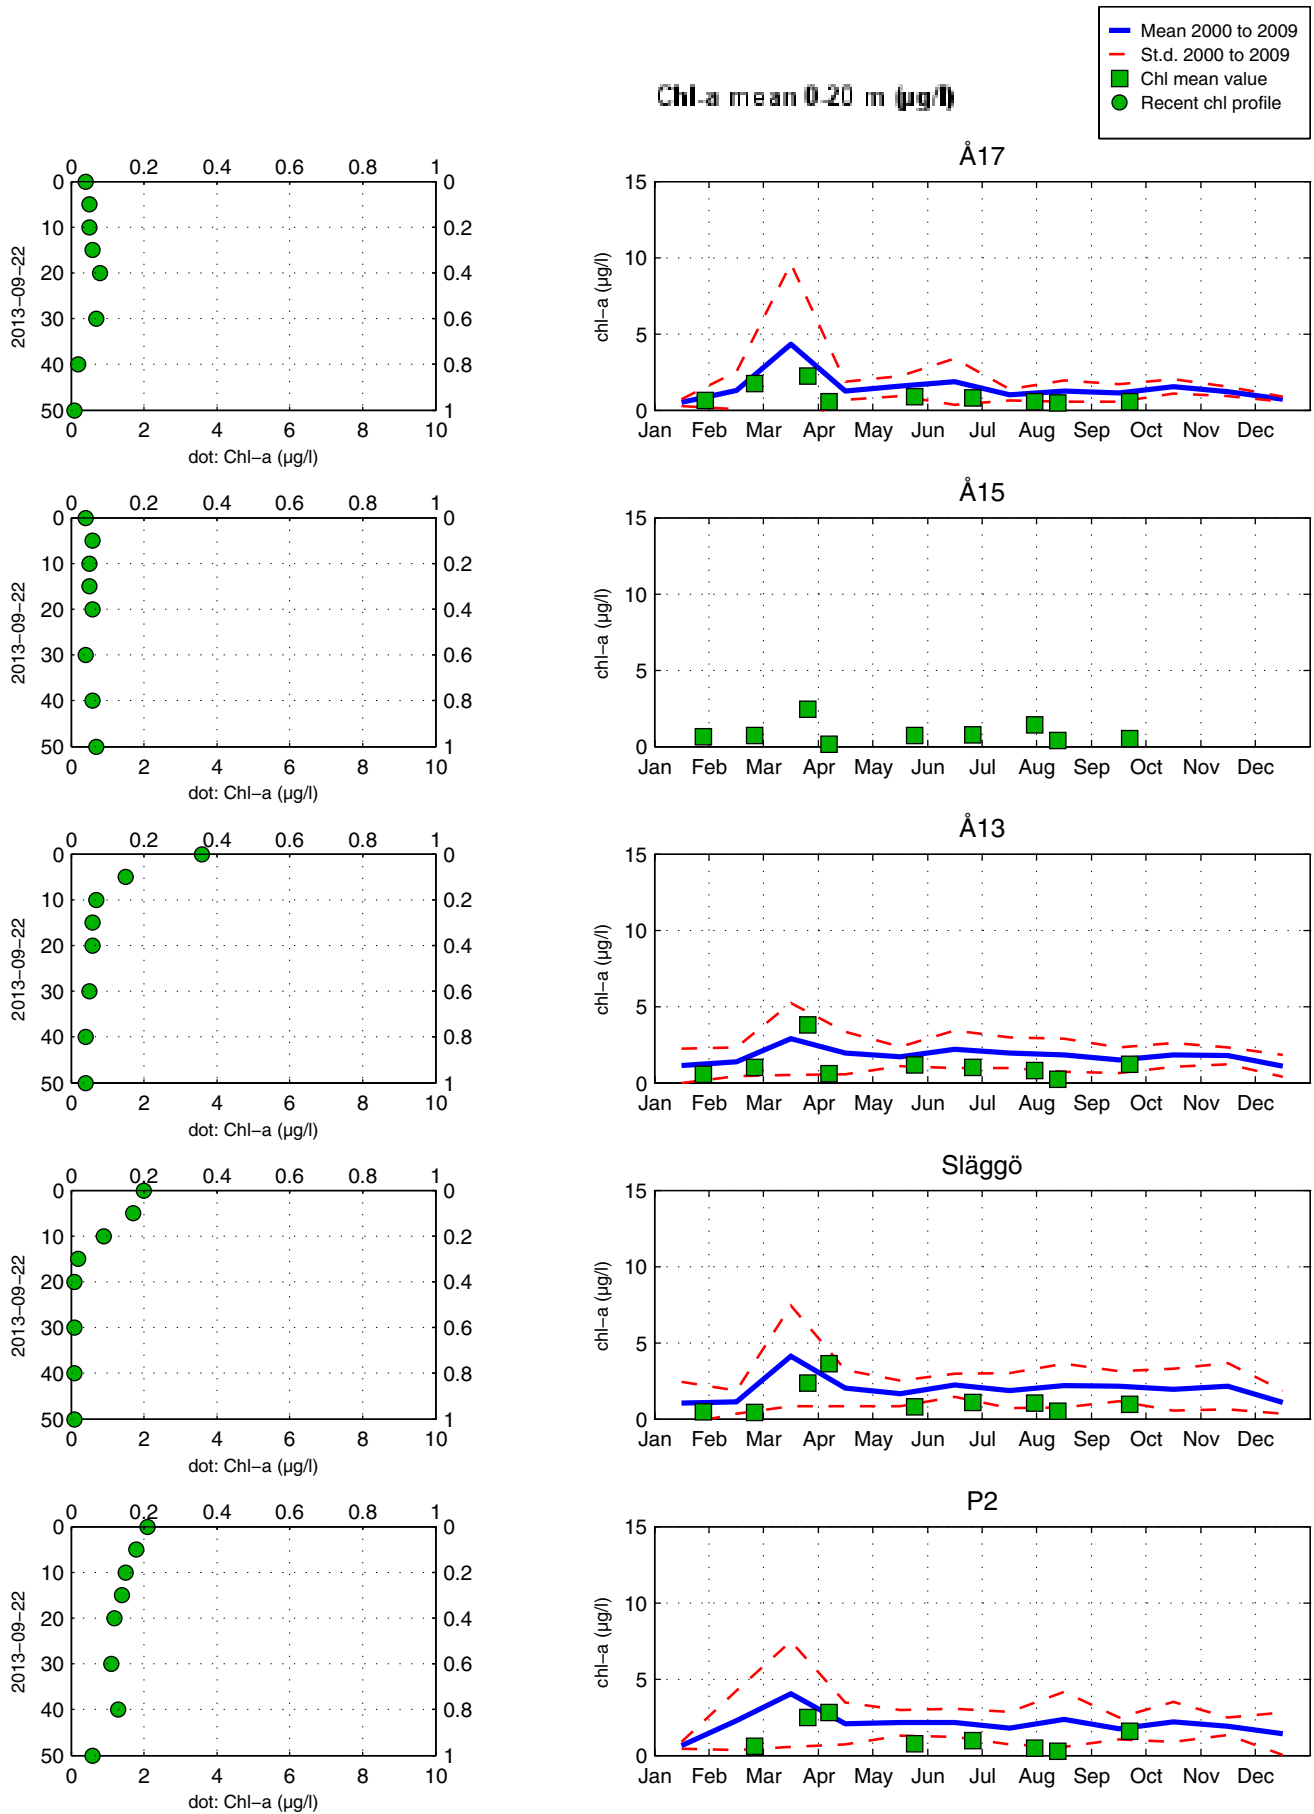 Mean 2000 to 2009
St.d. 2000 to 2009
Chl mean value
Recent chl profile
Chl-a mean 0-20 m (µg/l)
0 0.2 0.4 0.6 0.8 1
0 10 20 30 40 50
2013−09−22
0 0.2 0.4 0.6 0.8 1
0 2 4 6 8 10
dot: Chl−a (µg/l)
Å17
15 10 5 0
chl−a (µg/l)
Jan Feb Mar Apr May Jun Jul Aug Sep Oct Nov Dec
0 0.2 0.4 0.6 0.8 1
0 10 20 30 40 50
2013−09−22
0 0.2 0.4 0.6 0.8 1
0 2 4 6 8 10
dot: Chl−a (µg/l)
Å15
15 10 5 0
chl−a (µg/l)
Jan Feb Mar Apr May Jun Jul Aug Sep Oct Nov Dec
0 0.2 0.4 0.6 0.8 1
0 10 20 30 40 50
2013−09−22
0 0.2 0.4 0.6 0.8 1
0 2 4 6 8 10
dot: Chl−a (µg/l)
Å13
15 10 5 0
chl−a (µg/l)
Jan Feb Mar Apr May Jun Jul Aug Sep Oct Nov Dec
0 0.2 0.4 0.6 0.8 1
0 10 20 30 40 50
2013−09−22
0 0.2 0.4 0.6 0.8 1
0 2 4 6 8 10
dot: Chl−a (µg/l)
Släggö
15 10 5 0
chl−a (µg/l)
Jan Feb Mar Apr May Jun Jul Aug Sep Oct Nov Dec
0 0.2 0.4 0.6 0.8 1
0 10 20 30 40 50
2013−09−22
0 0.2 0.4 0.6 0.8 1
0 2 4 6 8 10
dot: Chl−a (µg/l)
P2
15 10 5 0
chl−a (µg/l)
Jan Feb Mar Apr May Jun Jul Aug Sep Oct Nov Dec